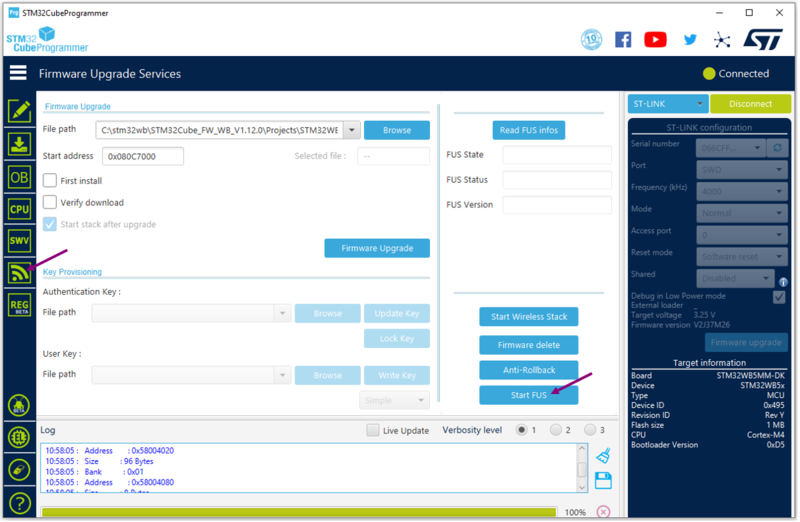 Prg STM32CubeProgrammer
STM32
CubeProgrammer
Firmware Upgrade Services
Connected
Firmware Upgrade
File path
C:\stm32wb\STM32Cube_FW_WB_V1.12.0\Projects\STM32WE
Browse
Start address
0x080C7000
Selected file :
--
First install
Verify download
Start stack after upgrade
Firmware Upgrade
Key Provisioning
Authentication Key :
File path
Browse
Update Key
Lock Key
User Key :
File path
Browse
Write Key
Simple
Read FUS infos
FUS State
FUS Status
FUS Version
Start Wireless Stack
Firmware delete
Anti-Rollback
Start FUS
OB
CPU
SWV
REG
BETA
Log
Live Update
Verbosity level
1
2
3
10:58:05 : Address : 0x58004020
10:58:05 : Size : 96 Bytes
10:58:05 : Bank : 0x01
10:58:05 : Address : 0x58004080
10:58:05 : Size : 8 Bytes
100%
ST-LINK
Disconnect
ST-LINK configuration
Serial number
066CFF...
Port
SWD
Frequency (kHz)
4000
Mode
Normal
Access port
0
Reset mode
Software reset
Shared
Disabled
Debug in Low Power mode
External loader
-
Target voltage 3.25 V
Firmware version V2J37M26
Firmware upgrade
Target information
Board STM32WB5MM-DK
Device STM32WB5x
Type MCU
Device ID 0x495
Revision ID Rev Y
Flash size 1 MB
CPU Cortex-M4
Bootloader Version 0xD5